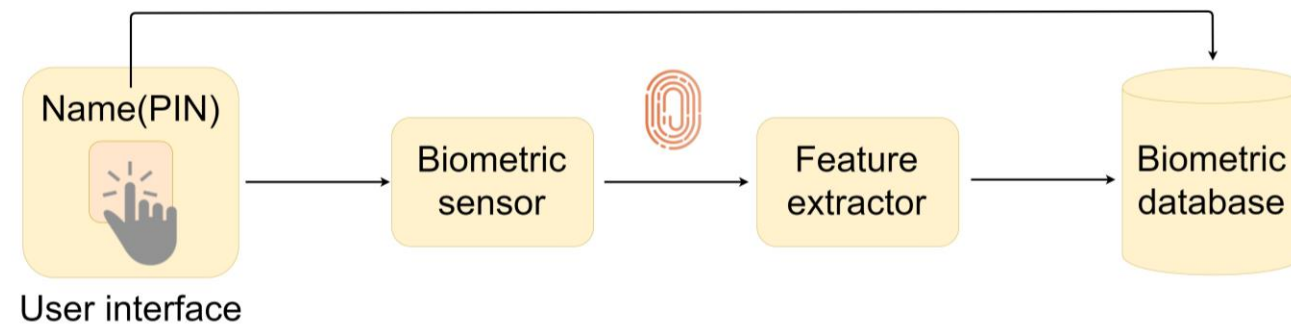 Name(PIN)
User interface
Biometric
sensor
Feature
extractor
Biometric
database